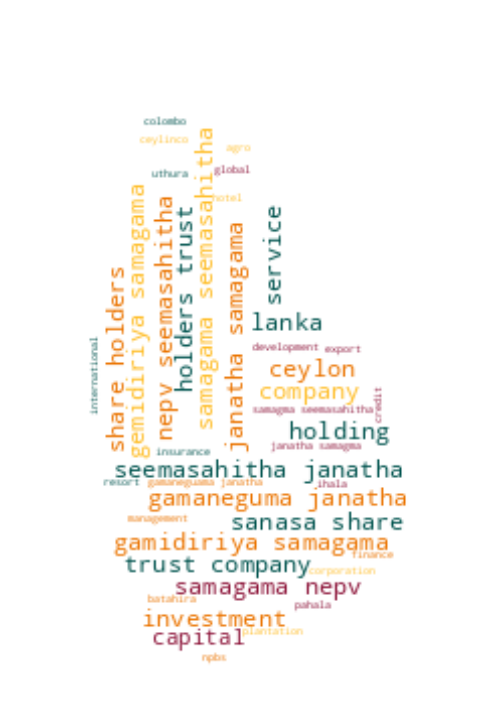 colombo
ceylinco
agro
uthura
global
hotel
share holders
gemidiriya samagama
nepv seemasahitha
holders trust
samagama seemasahitha
janatha samagama
service
international
lanka
development
export
ceylon
company
credit
samagma seemasahitha
holding
janatha samagma
insurance
seemasahitha janatha
resort
gamaneguama janatha
ihala
gamaneguma janatha
management
sanasa share
gamidiriya samagama
finance
trust company
corporation
samagama nepv
batahira
pahala
investment
plantation
capital
npbs